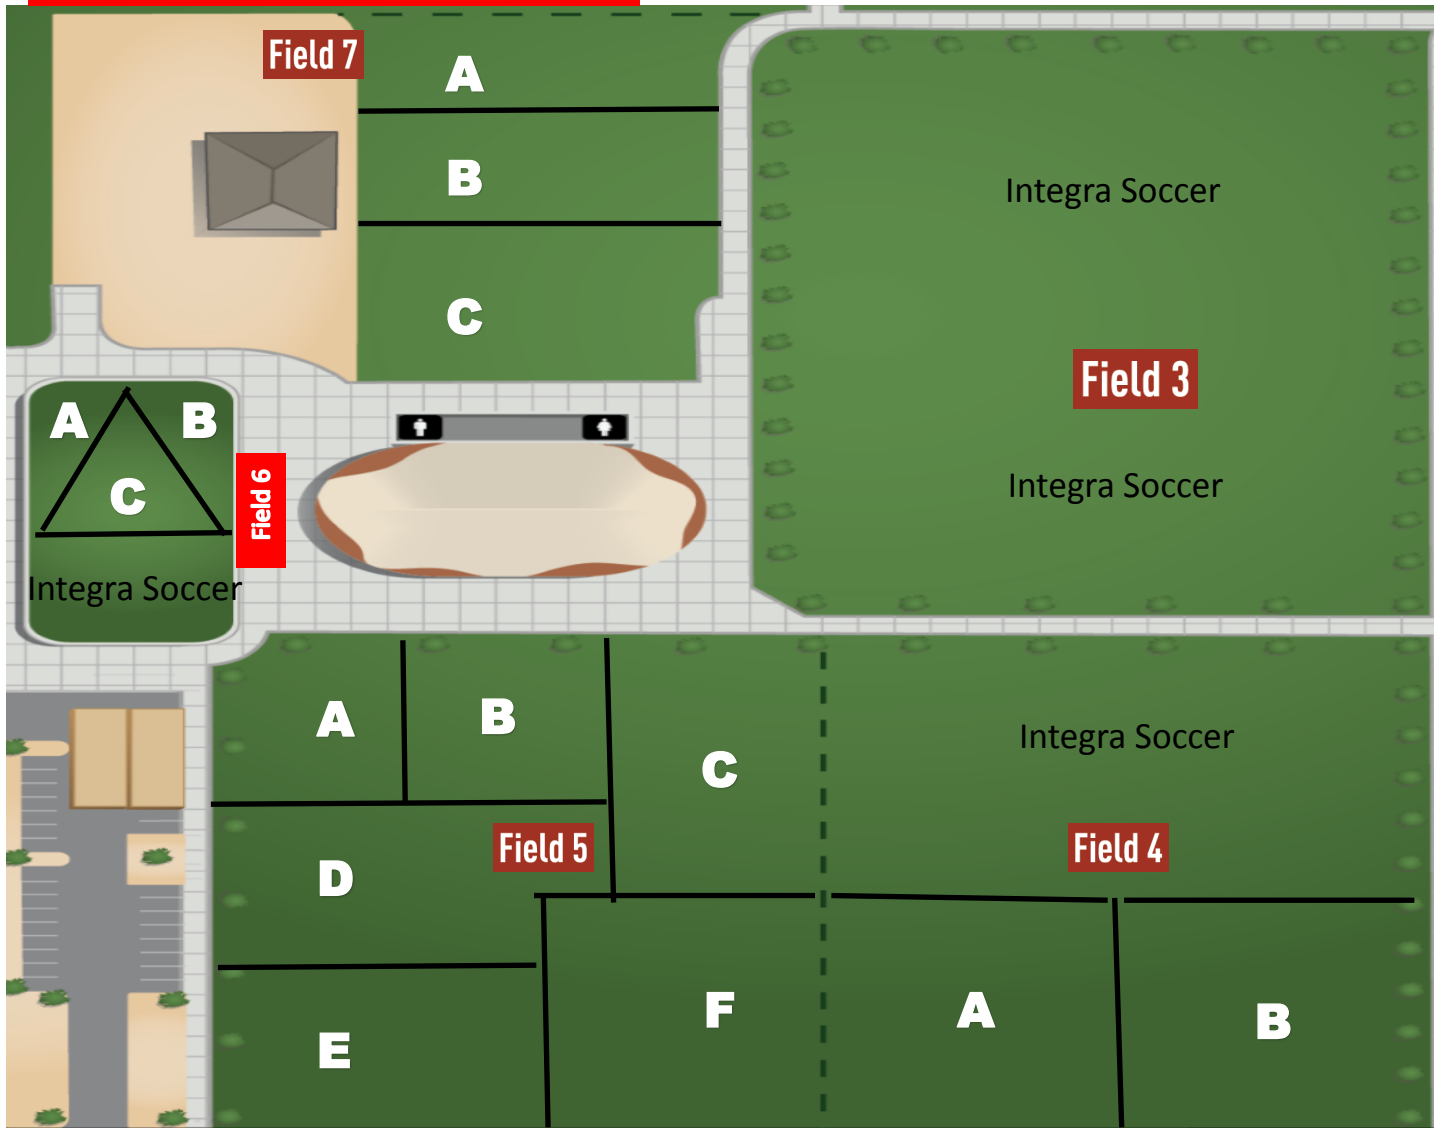 Field 7
A
B
C
Integra Soccer
Field 3
Integra Soccer
A
B
C
Field 6
Integra Soccer
A
B
C
D
Field 5
E
F
Integra Soccer
Field 4
A
B